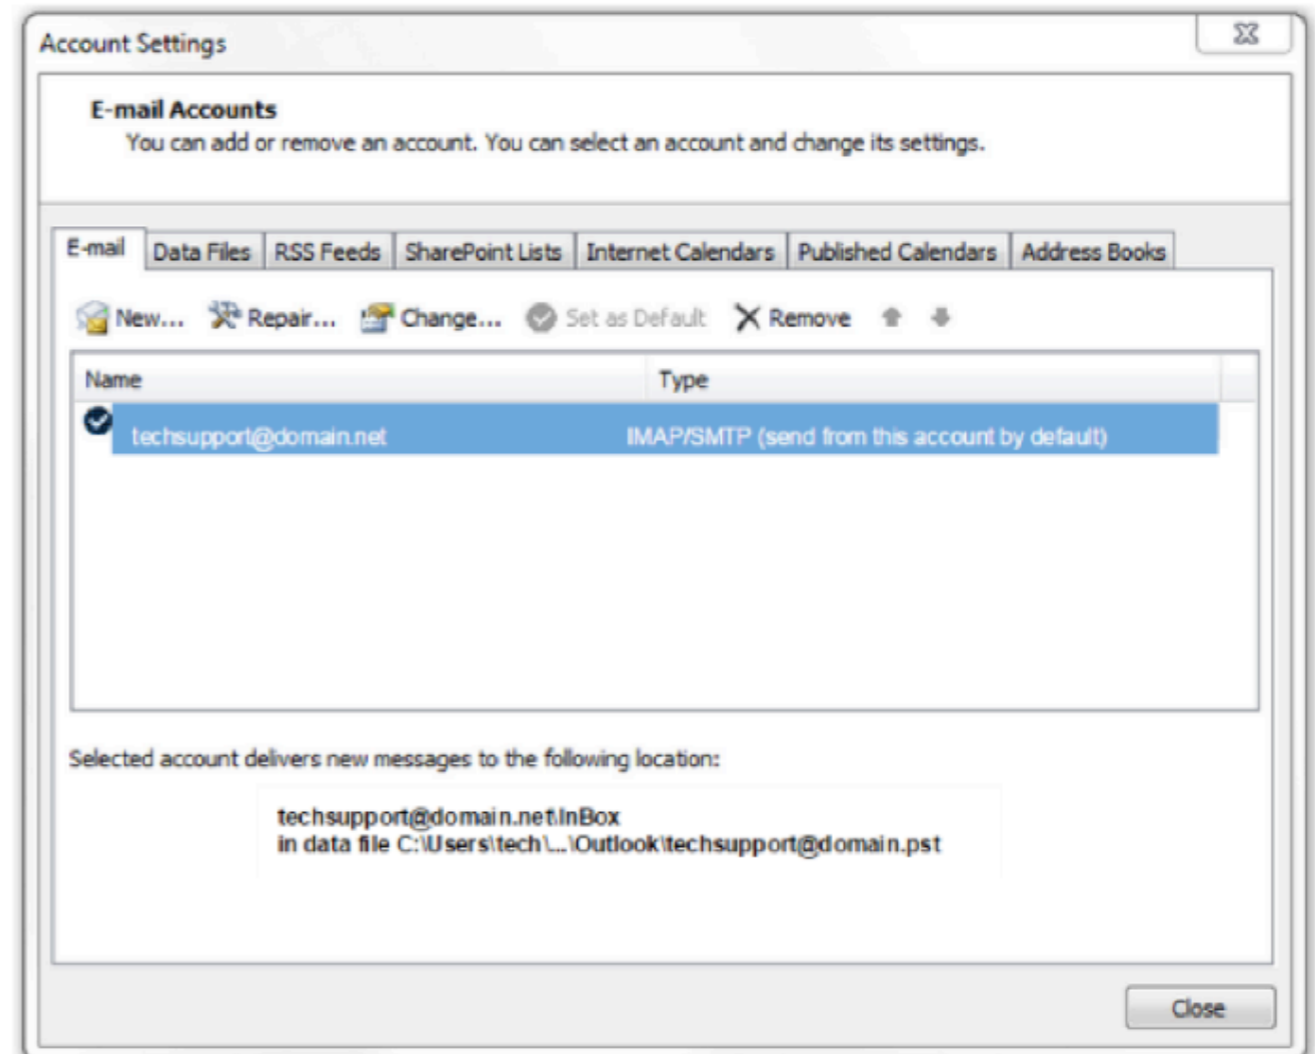 Account Settings
E-mail Accounts
You can add or remove an account. You can select an account and change its settings.
E-mail Data Files RSS Feeds SharePoint Lists Internet Calendars Published Calendars Address Books
New... Repair... Change... Set as Default Remove
Name Type
techsupport@domain.net IMAP/SMTP (send from this account by default)
Selected account delivers new messages to the following location:
techsupport@domain.net\InBox
in data file C:\Users\tech\...\Outlook\techsupport@domain.pst
Close